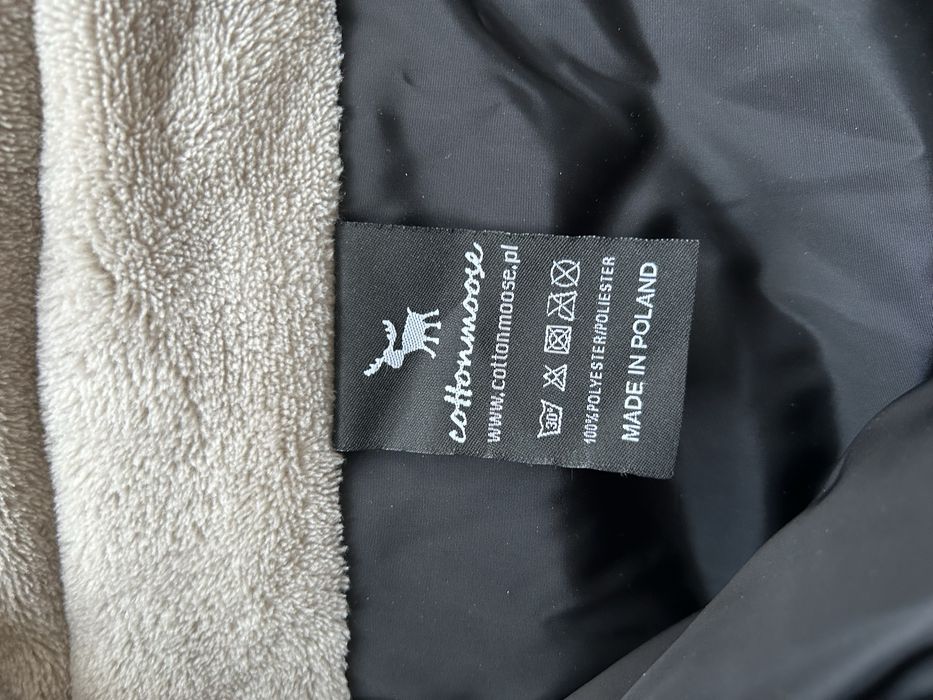 cottonmoose
www.cottonmoose.pl
30°
100%POLYESTER/POLIESTER
MADE IN POLAND